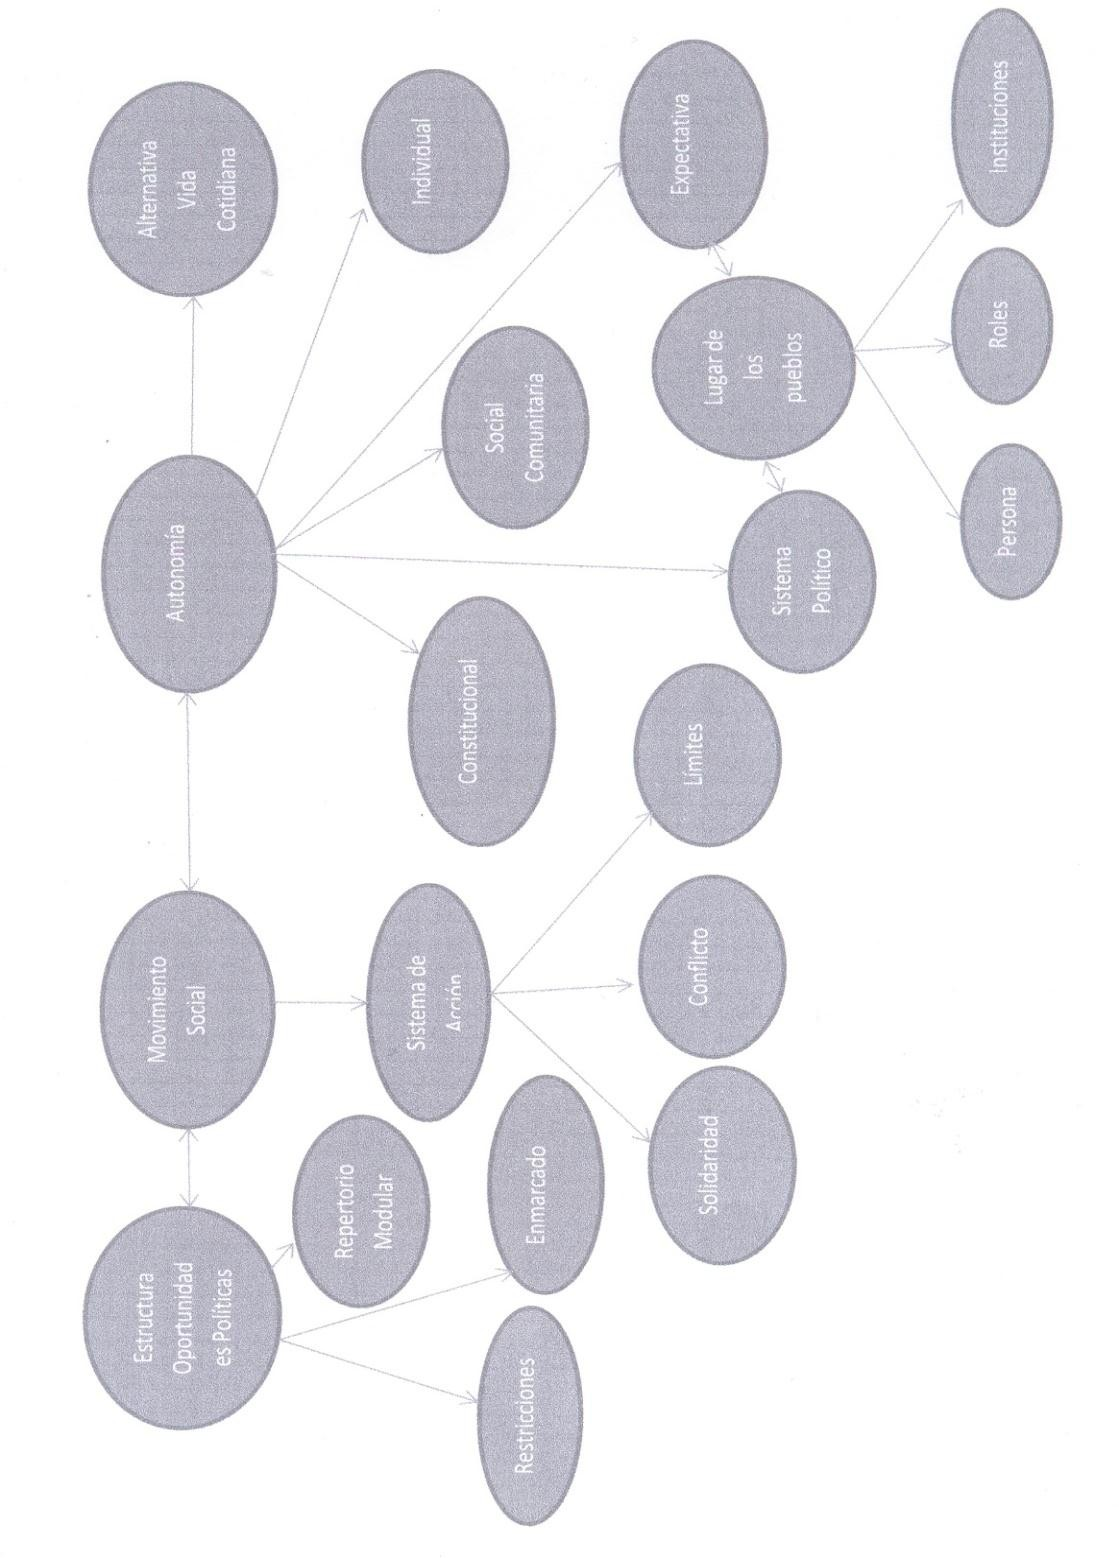 Estructura
Oportunidad
es Políticas
Movimiento
Social
Autonomía
Alternativa
Vida
Cotidiana
Repertorio
Modular
Sistema de
Acción
Individual
Restricciones
Enmarcado
Constitucional
Social
Comunitaria
Solidaridad
Conflicto
Límites
Sistema
Político
Lugar de
los
pueblos
Expectativa
Persona
Roles
Instituciones